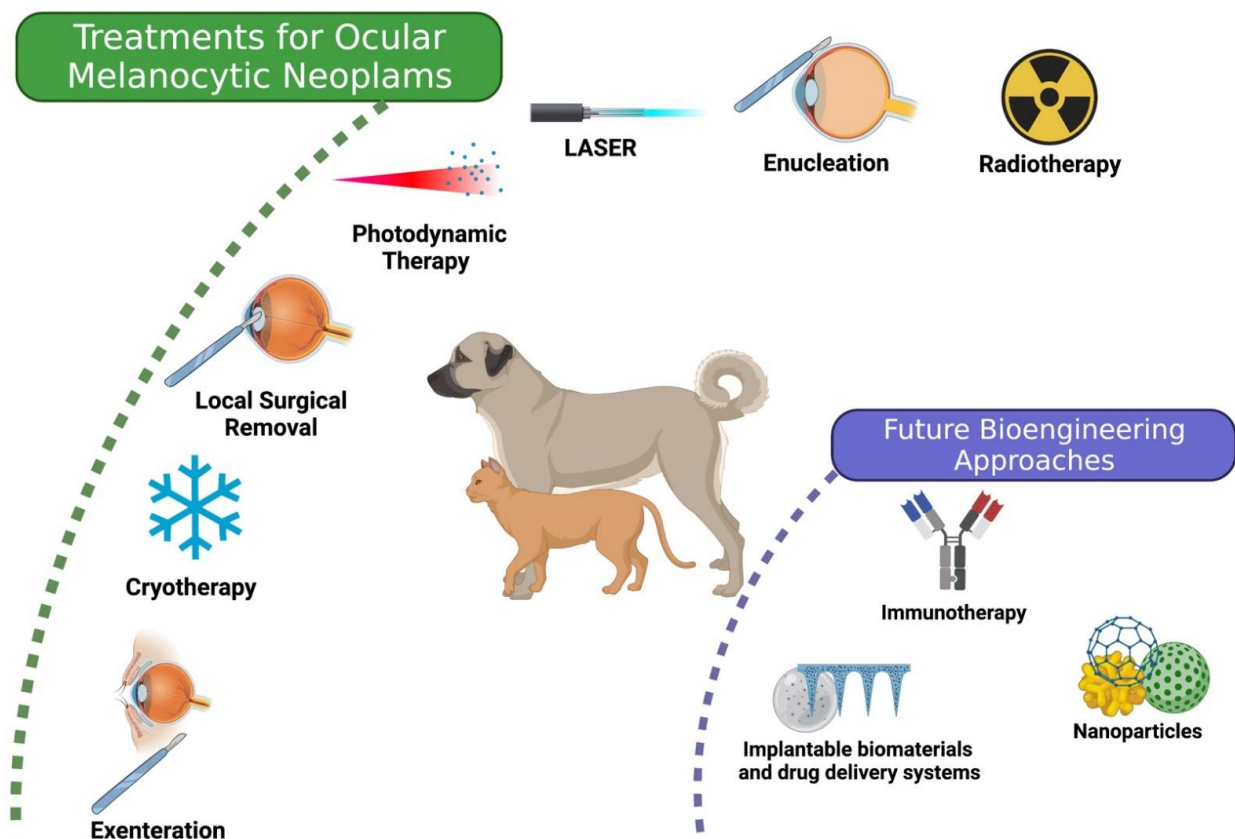 Treatments for Ocular
Melanocytic Neoplams
LASER
Enucleation
Radiotherapy
Photodynamic
Therapy
Local Surgical
Removal
Cryotherapy
Exenteration
Future Bioengineering
Approaches
Immunotherapy
Nanoparticles
Implantable biomaterials
and drug delivery systems